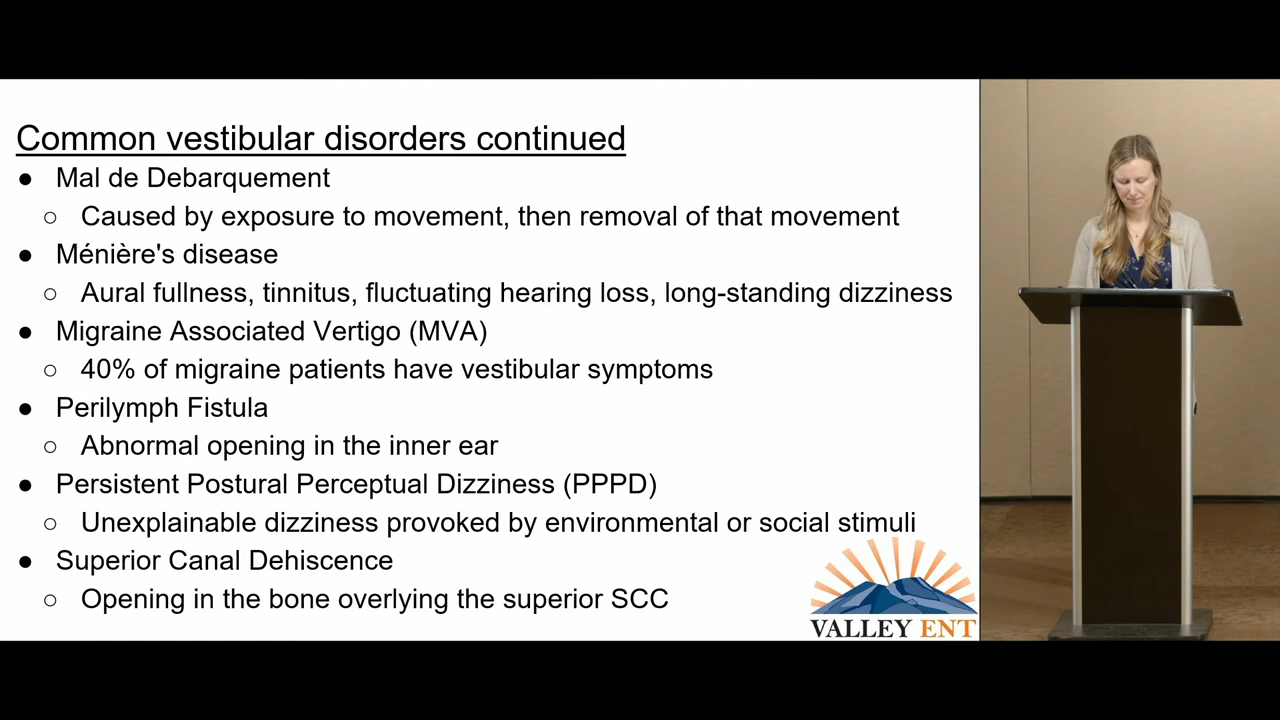 Common vestibular disorders continued
● Mal de Debarquement
○ Caused by exposure to movement, then removal of that movement
● Ménière's disease
○ Aural fullness, tinnitus, fluctuating hearing loss, long-standing dizziness
● Migraine Associated Vertigo (MVA)
○ 40% of migraine patients have vestibular symptoms
● Perilymph Fistula
○ Abnormal opening in the inner ear
● Persistent Postural Perceptual Dizziness (PPPD)
○ Unexplainable dizziness provoked by environmental or social stimuli
● Superior Canal Dehiscence
○ Opening in the bone overlying the superior SCC
VALLEY ENT